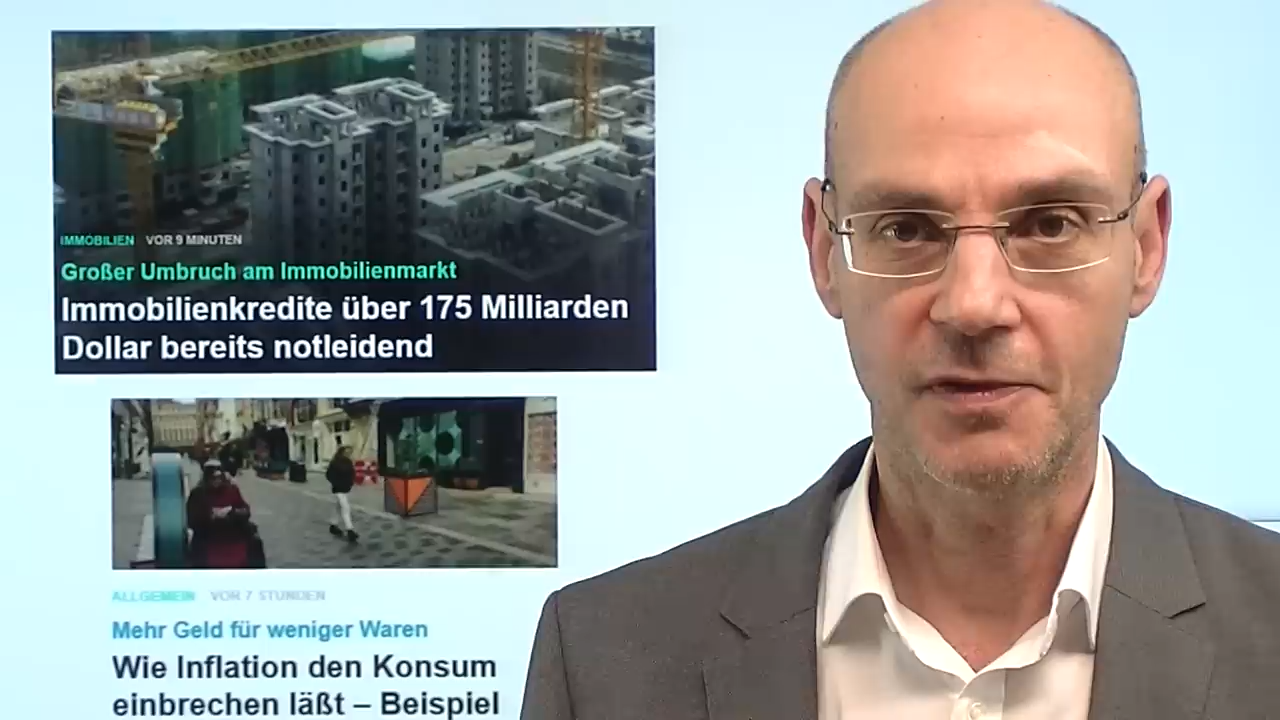 IMMOBILIEN VOR 9 MINUTEN
Großer Umbruch am Immobilienmarkt
Immobilienkredite über 175 Milliarden
Dollar bereits notleidend
ALLGEMEIN VOR 7 STUNDEN
Mehr Geld für weniger Waren
Wie Inflation den Konsum
einbrechen läßt – Beispiel